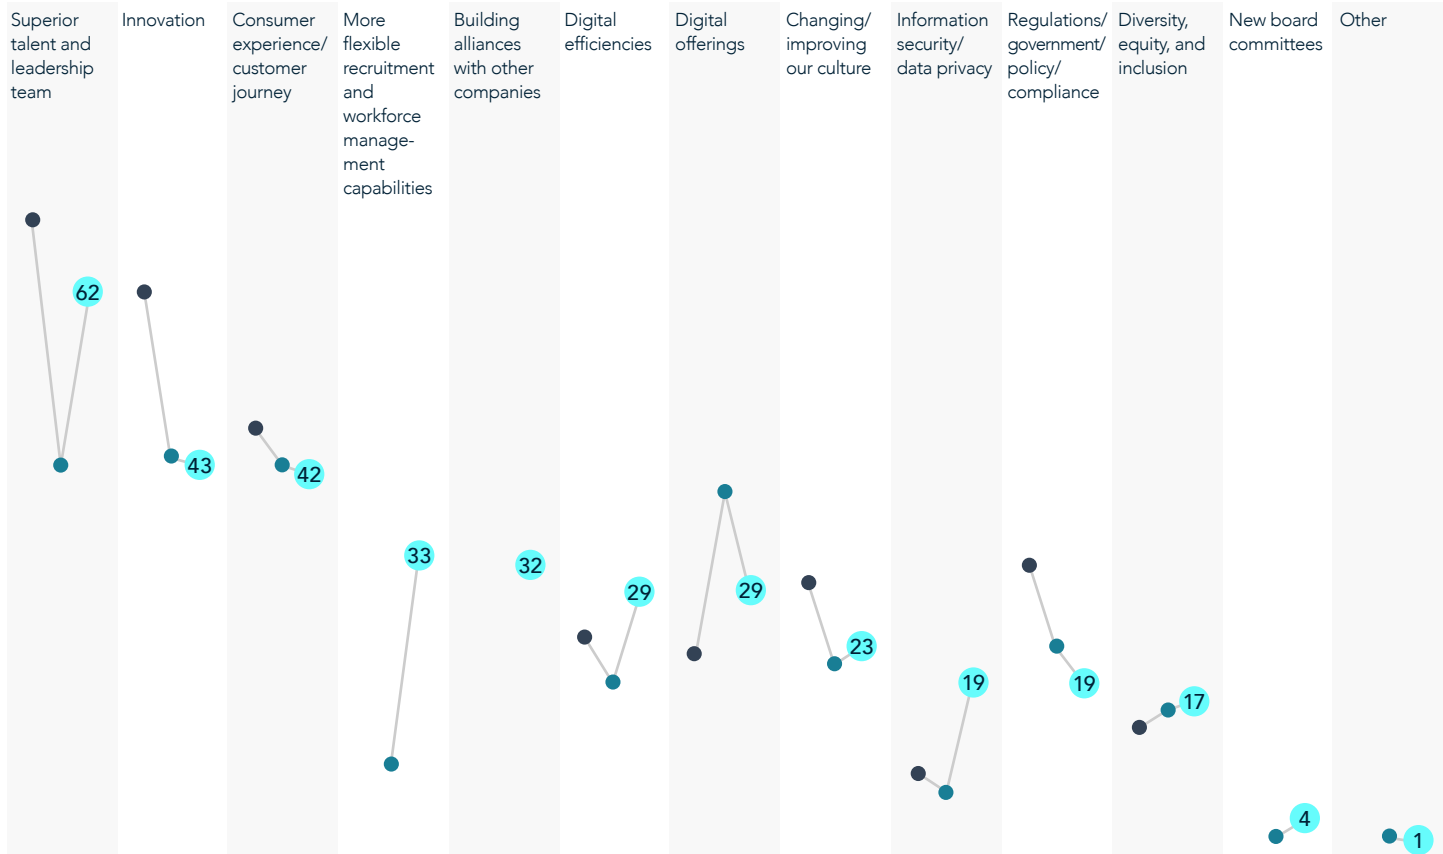 Superior
talent and
leadership
team
Innovation
Consumer
experience/
customer
journey
More
flexible
recruitment
and
workforce
manage-
ment
capabilities
Building
alliances
with other
companies
Digital
efficiencies
Digital
offerings
Changing/
improving
our culture
Information
security/
data privacy
Regulations/
government/
policy/
compliance
Diversity,
equity, and
inclusion
New board
committees
Other
62
43
42
33
32
29
29
23
19
19
17
4
1